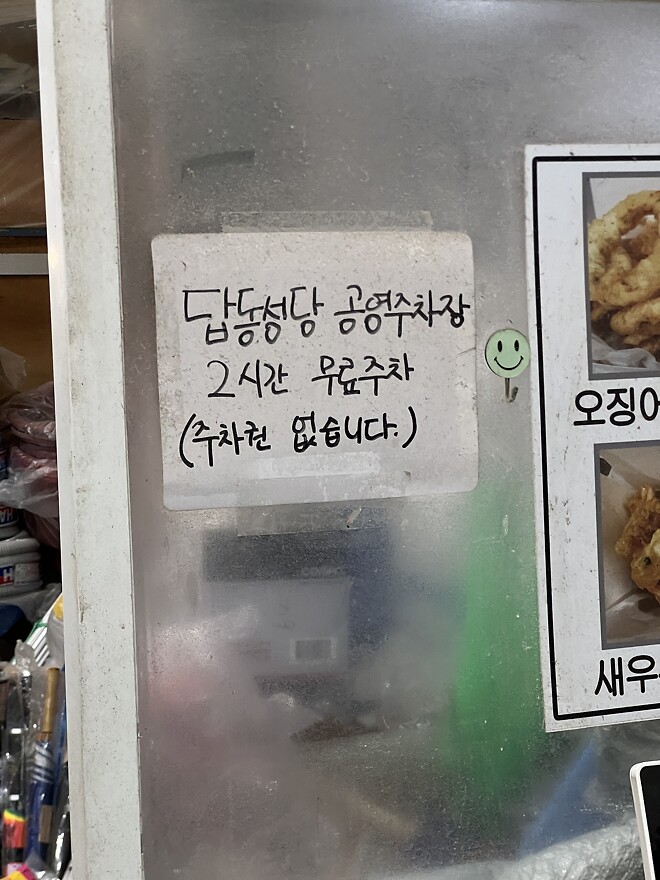 답동성당 공영주차장
2시간 무료주차
(주차권 없습니다.)
오징어
새우